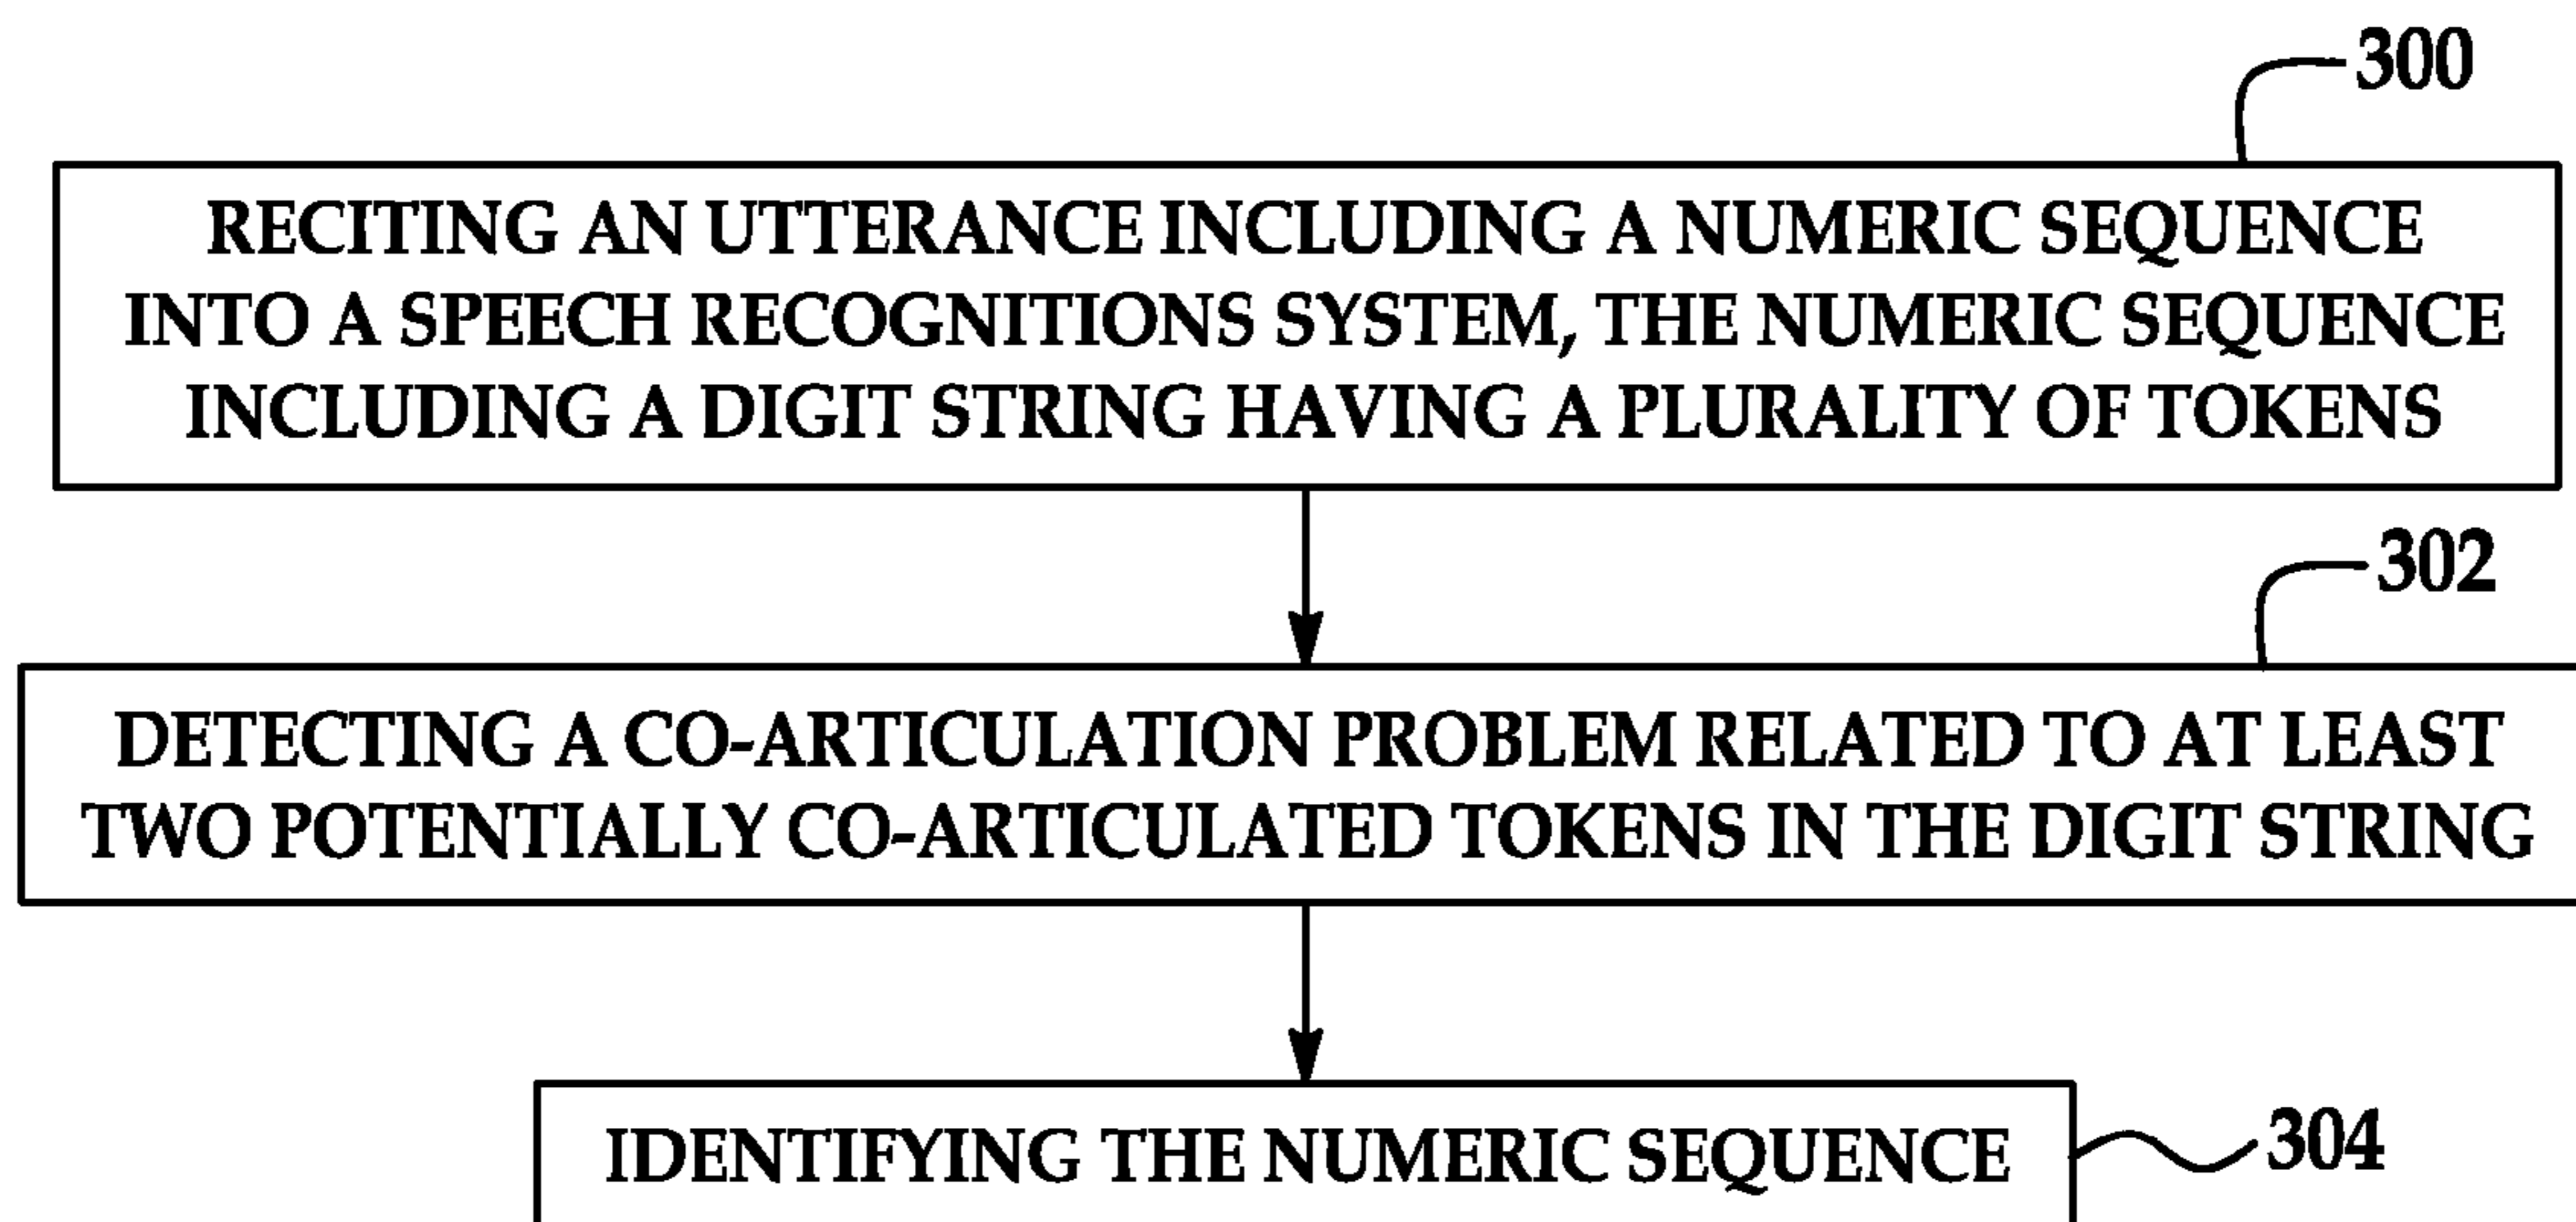 300
RECITING AN UTTERANCE INCLUDING A NUMERIC SEQUENCE
INTO A SPEECH RECOGNITIONS SYSTEM, THE NUMERIC SEQUENCE
INCLUDING A DIGIT STRING HAVING A PLURALITY OF TOKENS
302
DETECTING A CO-ARTICULATION PROBLEM RELATED TO AT LEAST
TWO POTENTIALLY CO-ARTICULATED TOKENS IN THE DIGIT STRING
IDENTIFYING THE NUMERIC SEQUENCE
304